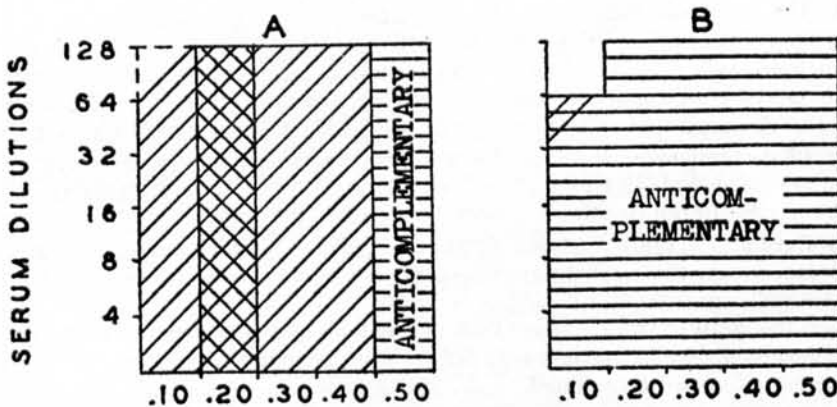 A
B
SERUM DILUTIONS
128
64
32
16
8
4
ANTICOMPLEMENTARY
ANTICOM-
PLEMENTARY
.10 .20 .30 .40 .50
.10 .20 .30 .40 .50